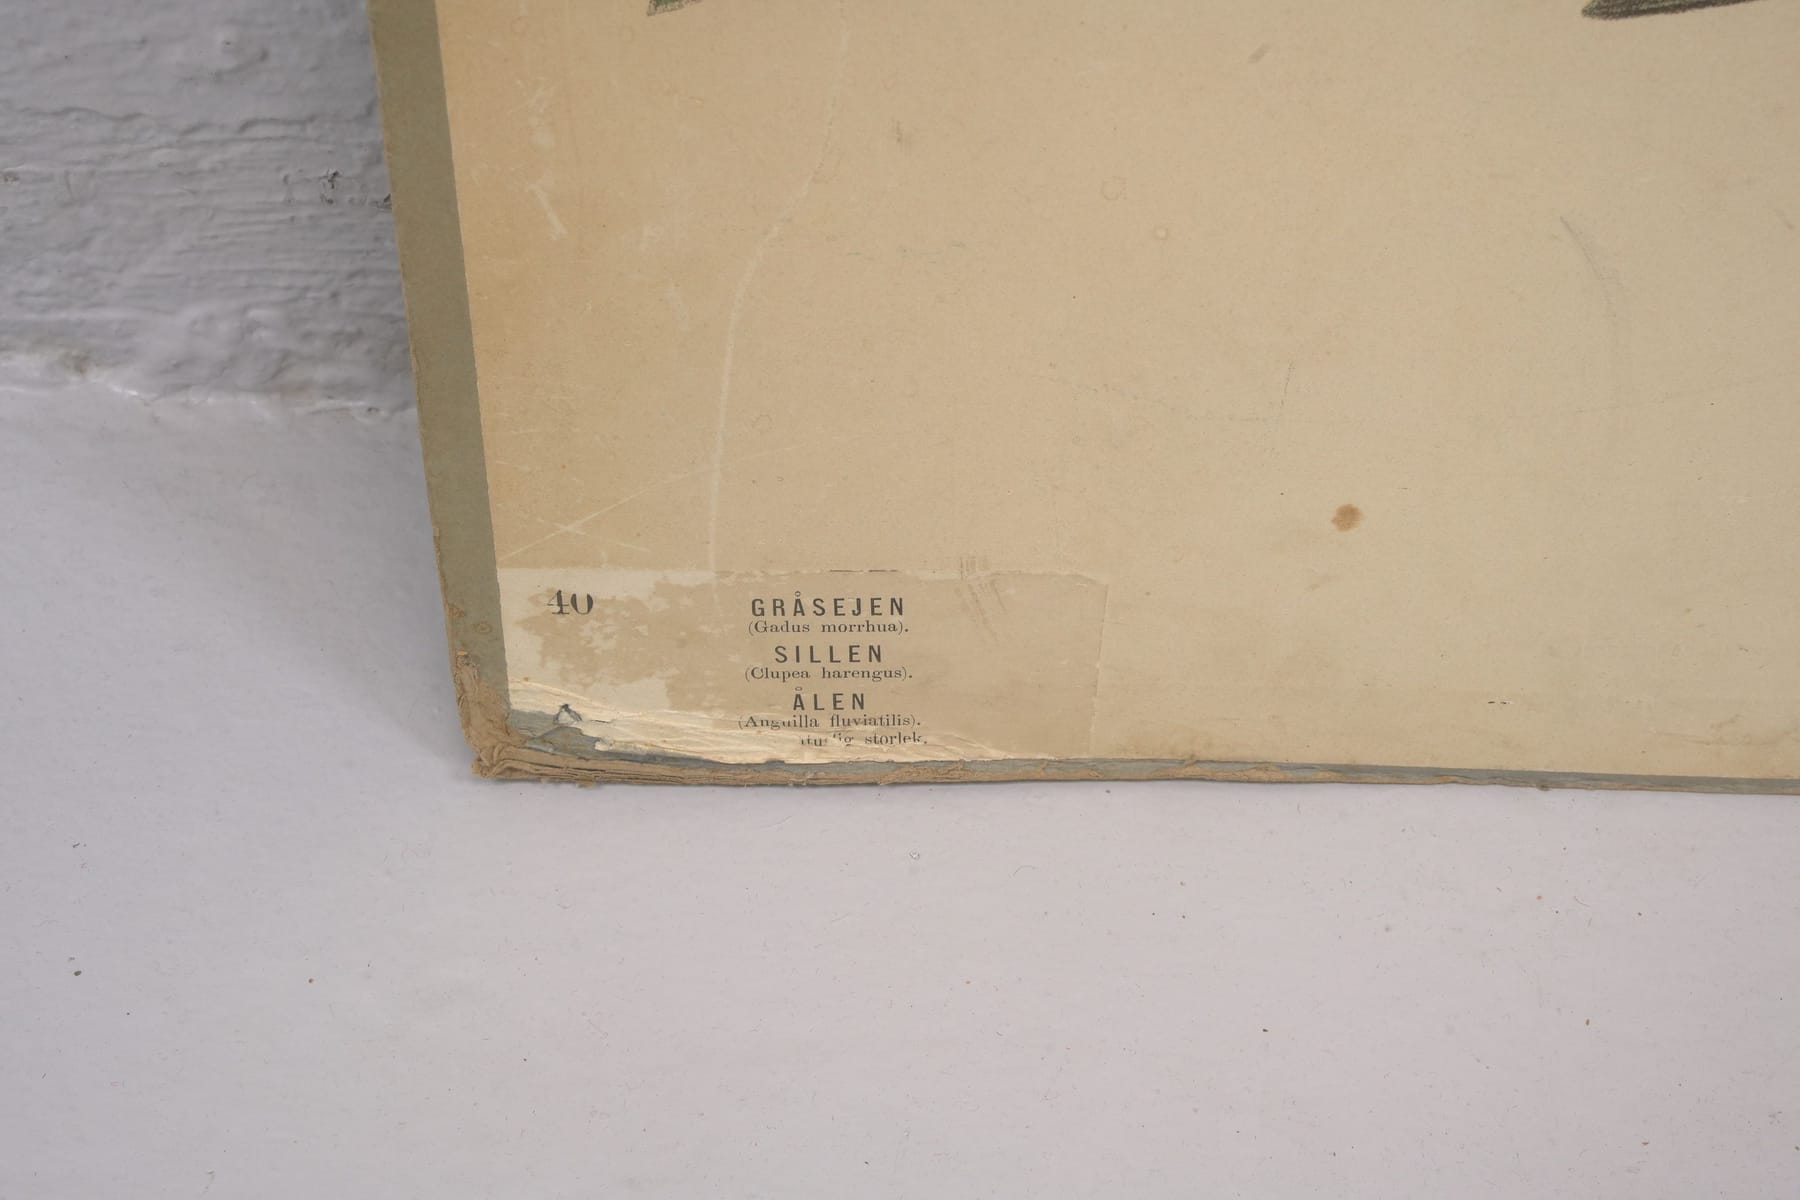 40
GRÅSEJEN
(Gadus morrhua).
SILLEN
(Clupea harengus).
ÅLEN
(Anguilla fluviatilis).
storlek.